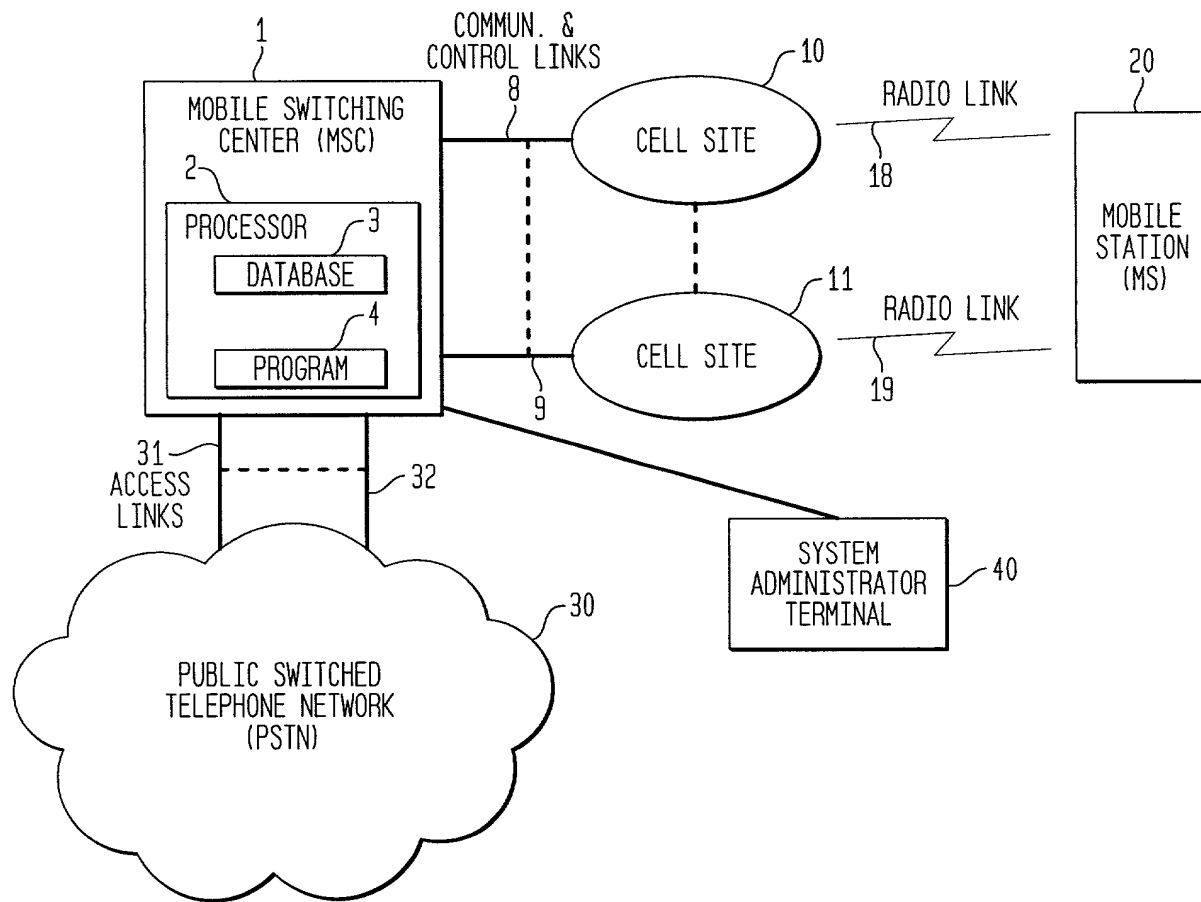 1
MOBILE SWITCHING
CENTER (MSC)
2
PROCESSOR
3
DATABASE
4
PROGRAM
COMMUN. &
CONTROL LINKS
8
9
10
CELL SITE
11
CELL SITE
RADIO LINK
18
RADIO LINK
19
20
MOBILE
STATION
(MS)
31
ACCESS
LINKS
32
30
PUBLIC SWITCHED
TELEPHONE NETWORK
(PSTN)
SYSTEM
ADMINISTRATOR
TERMINAL
40